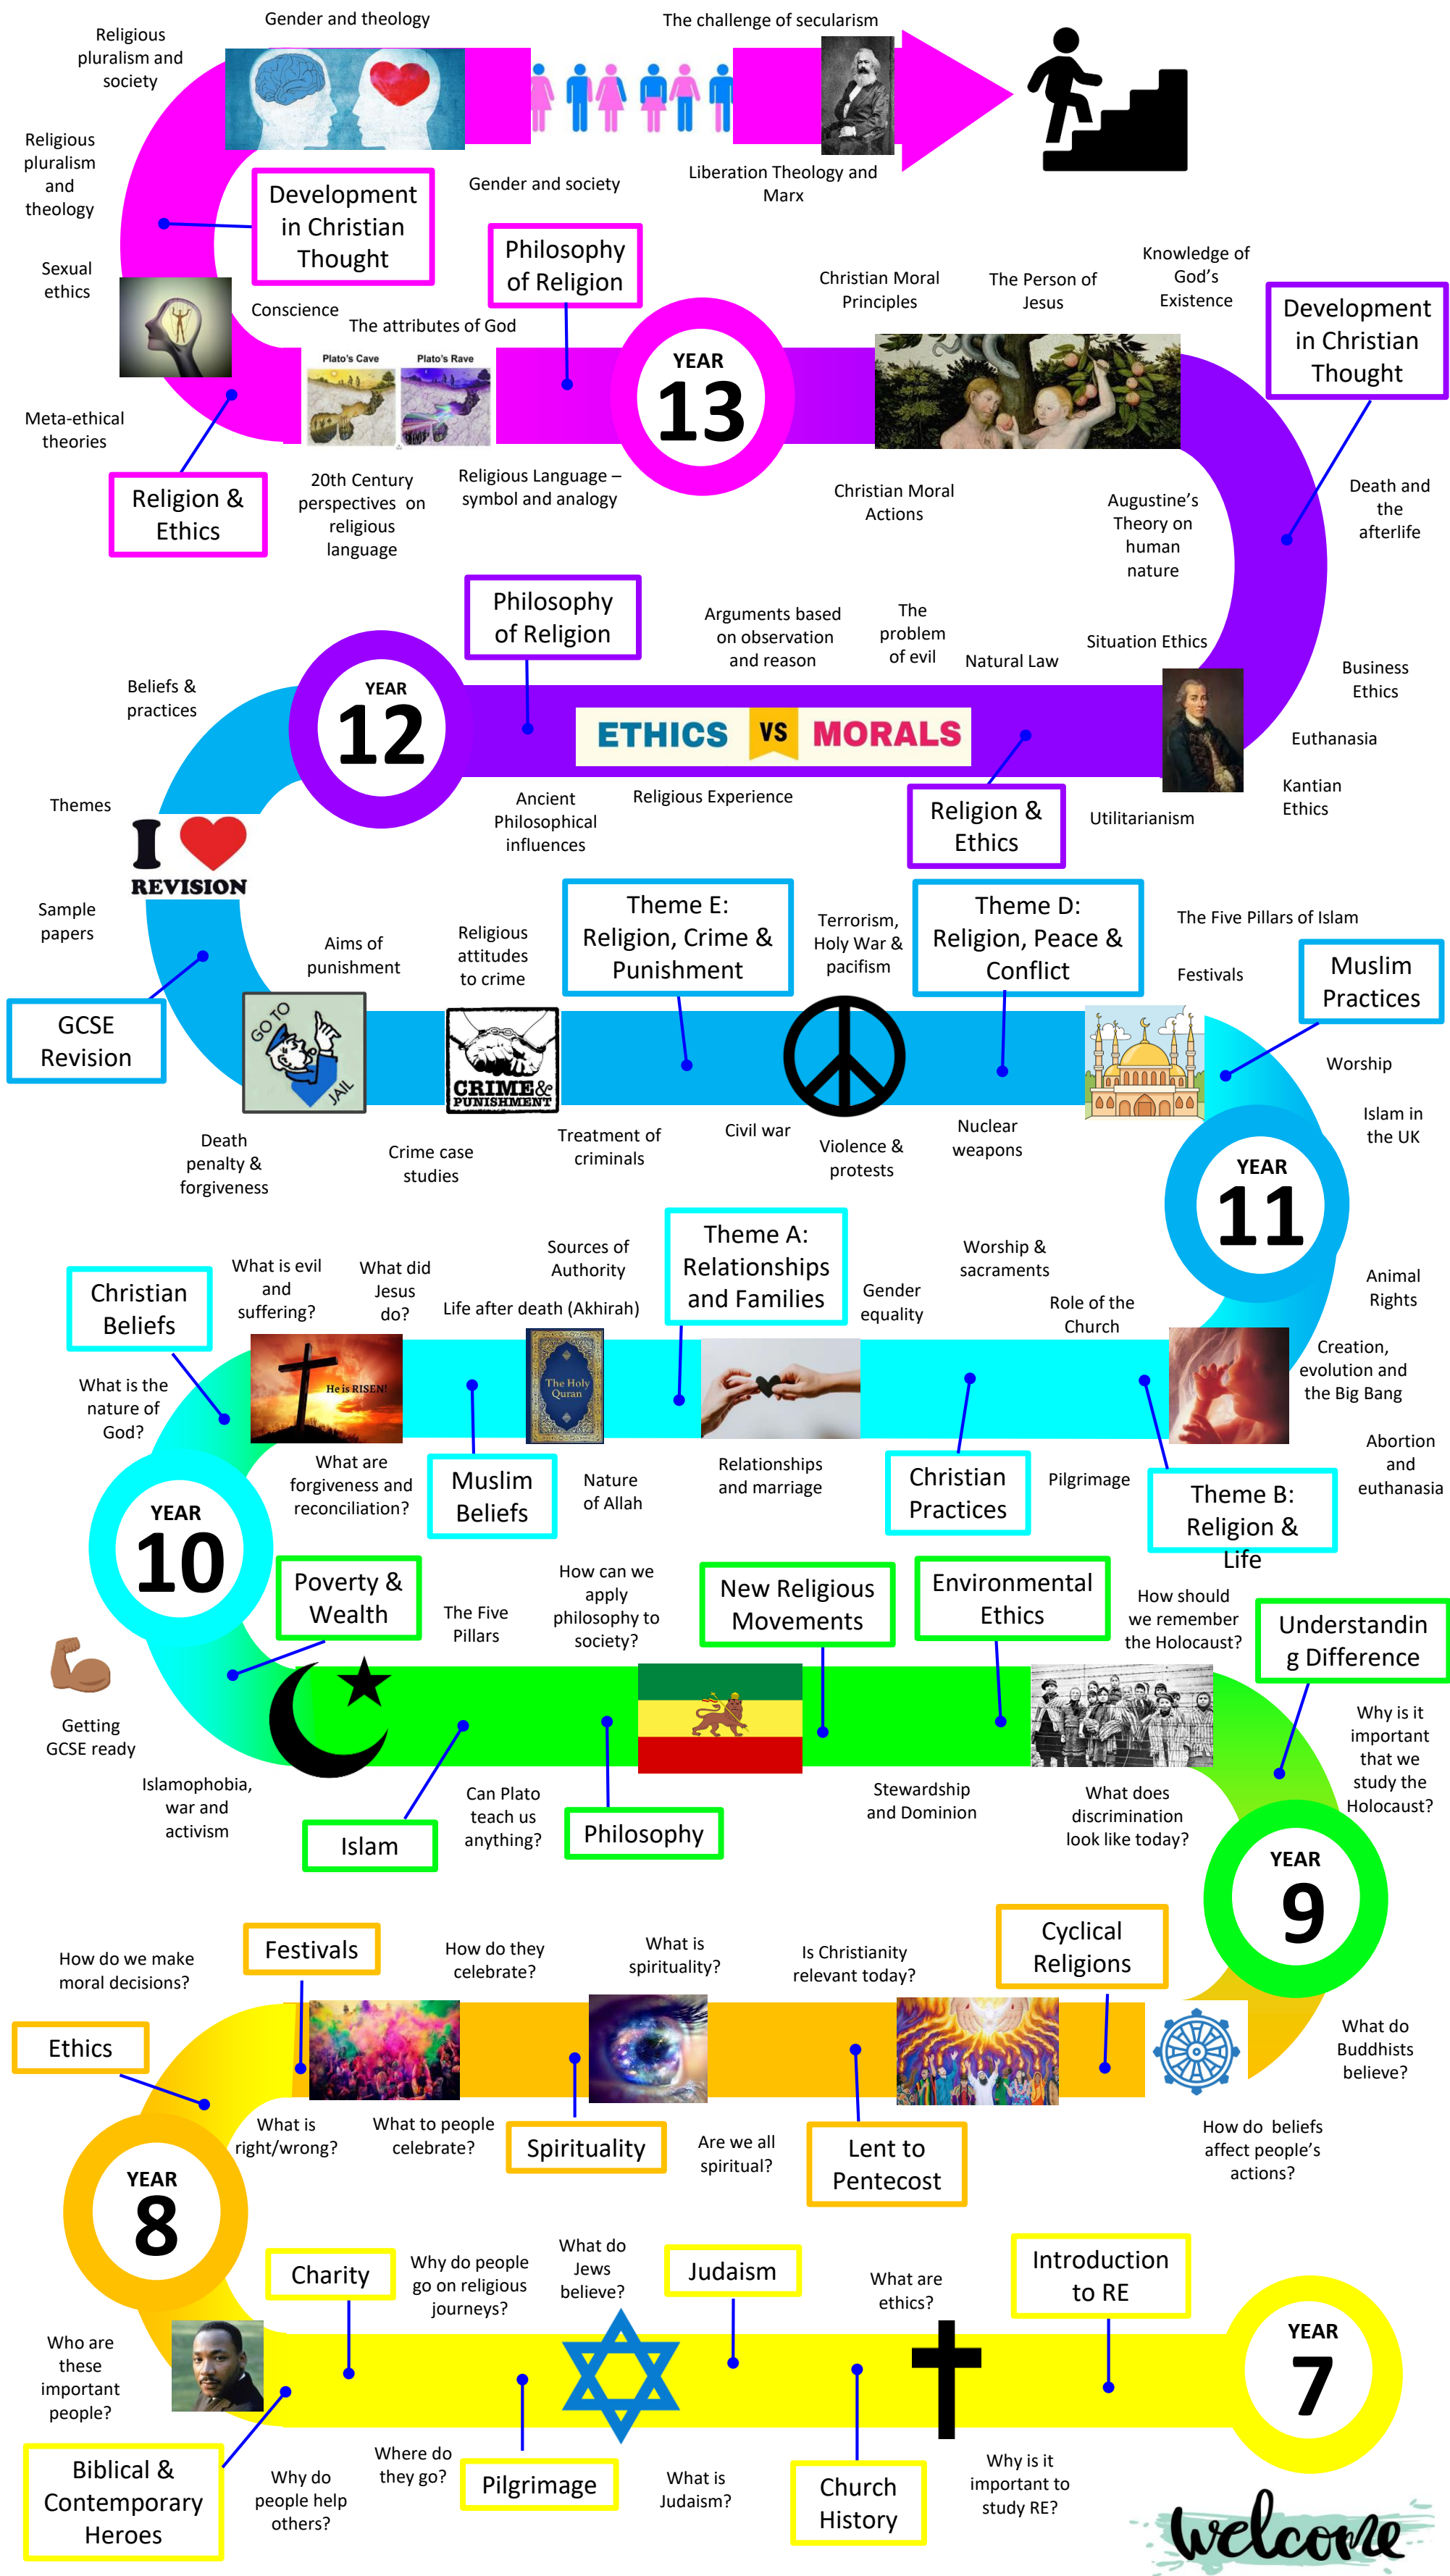 Gender and theology
The challenge of secularism
Religious
pluralism and
society
Religious
pluralism
and
theology
Gender and society
Liberation Theology and
Marx
Development
in Christian
Thought
Philosophy
of Religion
Sexual
ethics
Conscience
The attributes of God
Plato's Cave
Plato's Rave
YEAR
13
Christian Moral
Principles
The Person of
Jesus
Knowledge of
God's
Existence
Development
in Christian
Thought
Meta-ethical
theories
Religion &
Ethics
20th Century
perspectives on
religious
language
Religious Language –
symbol and analogy
Christian Moral
Actions
Augustine's
Theory on
human
nature
Death and
the
afterlife
Philosophy
of Religion
Arguments based
on observation
and reason
The
problem
of evil
Natural Law
Situation Ethics
Business
Ethics
Beliefs &
practices
YEAR
12
ETHICS VS MORALS
Euthanasia
Kantian
Ethics
Themes
Ancient
Philosophical
influences
Religious Experience
Religion &
Ethics
Utilitarianism
I
REVISION
Sample
papers
Aims of
punishment
Religious
attitudes
to crime
Theme E:
Religion, Crime &
Punishment
Terrorism,
Holy War &
pacifism
Theme D:
Religion, Peace &
Conflict
The Five Pillars of Islam
Festivals
Muslim
Practices
GCSE
Revision
GO TO
JAIL
CRIME&
PUNISHMENT
Worship
Islam in
the UK
Death
penalty &
forgiveness
Crime case
studies
Treatment of
criminals
Civil war
Violence &
protests
Nuclear
weapons
YEAR
11
Christian
Beliefs
What is evil
and
suffering?
What did
Jesus
do?
Sources of
Authority
Life after death (Akhirah)
Theme A:
Relationships
and Families
Gender
equality
Worship &
sacraments
Role of the
Church
Animal
Rights
What is the
nature of
God?
He is RISEN!
The Holy
Quran
Creation,
evolution and
the Big Bang
What are
forgiveness and
reconciliation?
Muslim
Beliefs
Nature
of Allah
Relationships
and marriage
Christian
Practices
Pilgrimage
Theme B:
Religion &
Life
Abortion
and
euthanasia
YEAR
10
Poverty &
Wealth
The Five
Pillars
How can we
apply
philosophy to
society?
New Religious
Movements
Environmental
Ethics
How should
we remember
the Holocaust?
Understandin
g Difference
Getting
GCSE ready
Islamophobia,
war and
activism
Islam
Can Plato
teach us
anything?
Philosophy
Stewardship
and Dominion
What does
discrimination
look like today?
Why is it
important
that we
study the
Holocaust?
YEAR
9
How do we make
moral decisions?
Festivals
How do they
celebrate?
What is
spirituality?
Is Christianity
relevant today?
Cyclical
Religions
Ethics
What do
Buddhists
believe?
What is
right/wrong?
What to people
celebrate?
Spirituality
Are we all
spiritual?
Lent to
Pentecost
How do beliefs
affect people's
actions?
YEAR
8
Charity
Why do people
go on religious
journeys?
What do
Jews
believe?
Judaism
What are
ethics?
Introduction
to RE
YEAR
7
Who are
these
important
people?
Biblical &
Contemporary
Heroes
Why do
people help
others?
Where do
they go?
Pilgrimage
What is
Judaism?
Church
History
Why is it
important to
study RE?
welcome